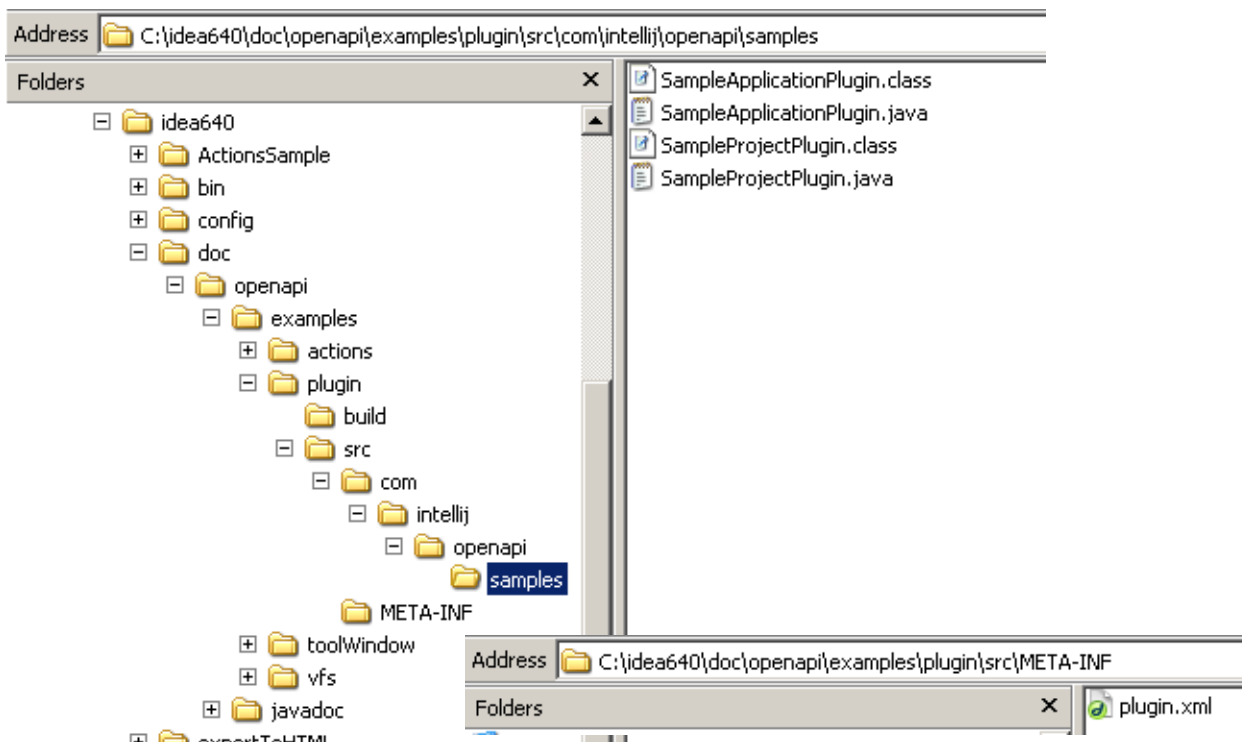 Address C:\idea640\doc\openapi\examples\plugin\src\com\intellij\openapi\samples
Folders
idea640
ActionsSample
bin
config
doc
openapi
examples
actions
plugin
build
src
com
intellij
openapi
samples
META-INF
toolWindow
vfs
javadoc
exportToHTML
SampleApplicationPlugin.class
SampleApplicationPlugin.java
SampleProjectPlugin.class
SampleProjectPlugin.java
Address C:\idea640\doc\openapi\examples\plugin\src\META-INF
Folders
plugin.xml